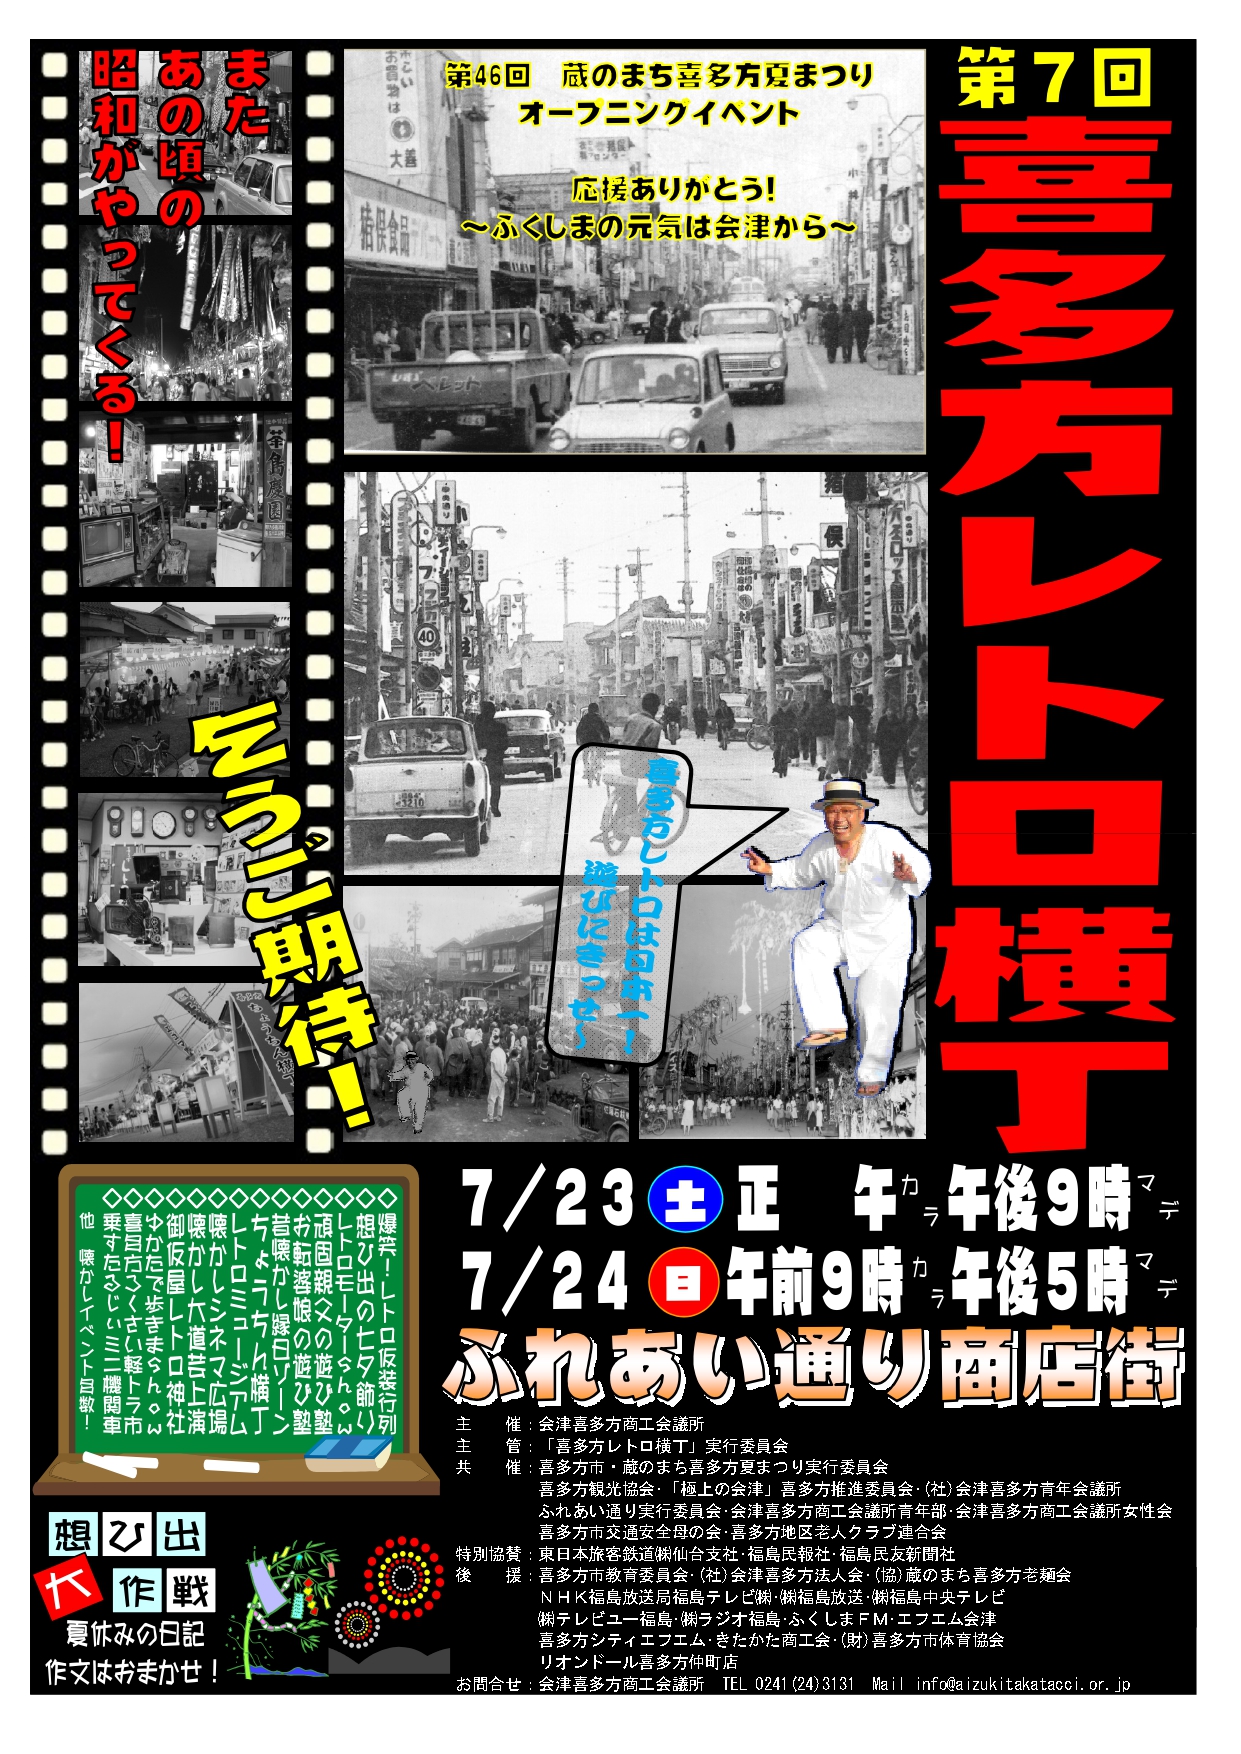 第7回
喜多方レトロ横丁
第46回　蔵のまち喜多方夏まつり
オープニングイベント
応援ありがとう！
～ふくしまの元気は会津から～
また
あの頃の
昭和がやってくる！
乞うご期待！
喜多方レトロは日本一！
遊びにきっせ～
大善
40
茶島慶園
7/23 土 正　午カラ午後9時マデ
7/24 日 午前9時カラ午後5時マデ
ふれあい通り商店街
◇爆笑！レトロ仮装行列
◇想ひ出の七夕飾り
◇レトロモーターShow
◇頑固親父の遊び塾
◇お転婆娘の遊び塾
◇昔懐かし縁日ゾーン
◇ちょうちん横丁
◇レトロミュージアム
◇懐かしシネマ広場
◇懐かし大道芸上演
◇御仮屋レトロ神社
◇ゆかたで歩きまshow
◇喜多方ふくさい軽トラ市
◇乗すたるじぃミニ機関車
他　懐かしイベント多数！
想ひ出
大作戦
夏休みの日記
作文はおまかせ！
主　　催：会津喜多方商工会議所
主　　管：「喜多方レトロ横丁」実行委員会
共　　催：喜多方市・蔵のまち喜多方夏まつり実行委員会
喜多方観光協会・「極上の会津」喜多方推進委員会・(社)会津喜多方青年会議所
ふれあい通り実行委員会・会津喜多方商工会議所青年部・会津喜多方商工会議所女性会
喜多方市交通安全母の会・喜多方地区老人クラブ連合会
特別協賛：東日本旅客鉄道㈱仙台支社・福島民報社・福島民友新聞社
後　　援：喜多方市教育委員会・(社)会津喜多方法人会・(協)蔵のまち喜多方老麺会
ＮＨＫ福島放送局福島テレビ㈱・㈱福島放送・㈱福島中央テレビ
㈱テレビユー福島・㈱ラジオ福島・ふくしまＦＭ・エフエム会津
喜多方シティエフエム・きたかた商工会・(財)喜多方市体育協会
リオンドール喜多方仲町店
お問合せ：会津喜多方商工会議所　TEL 0241(24)3131　Mail info@aizukitakatacci.or.jp